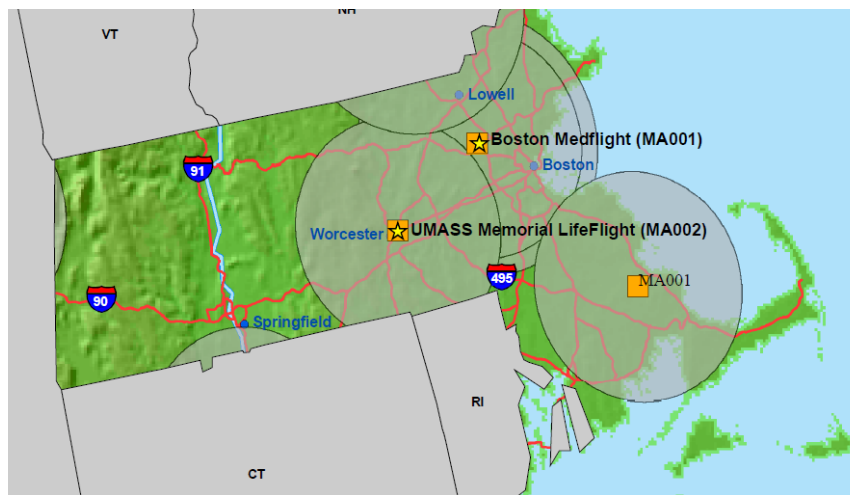 NH
VT
Lowell
Boston Medflight (MA001)
91
Boston
Worcester
UMASS Memorial LifeFlight (MA002)
495
MA001
90
Springfield
RI
CT